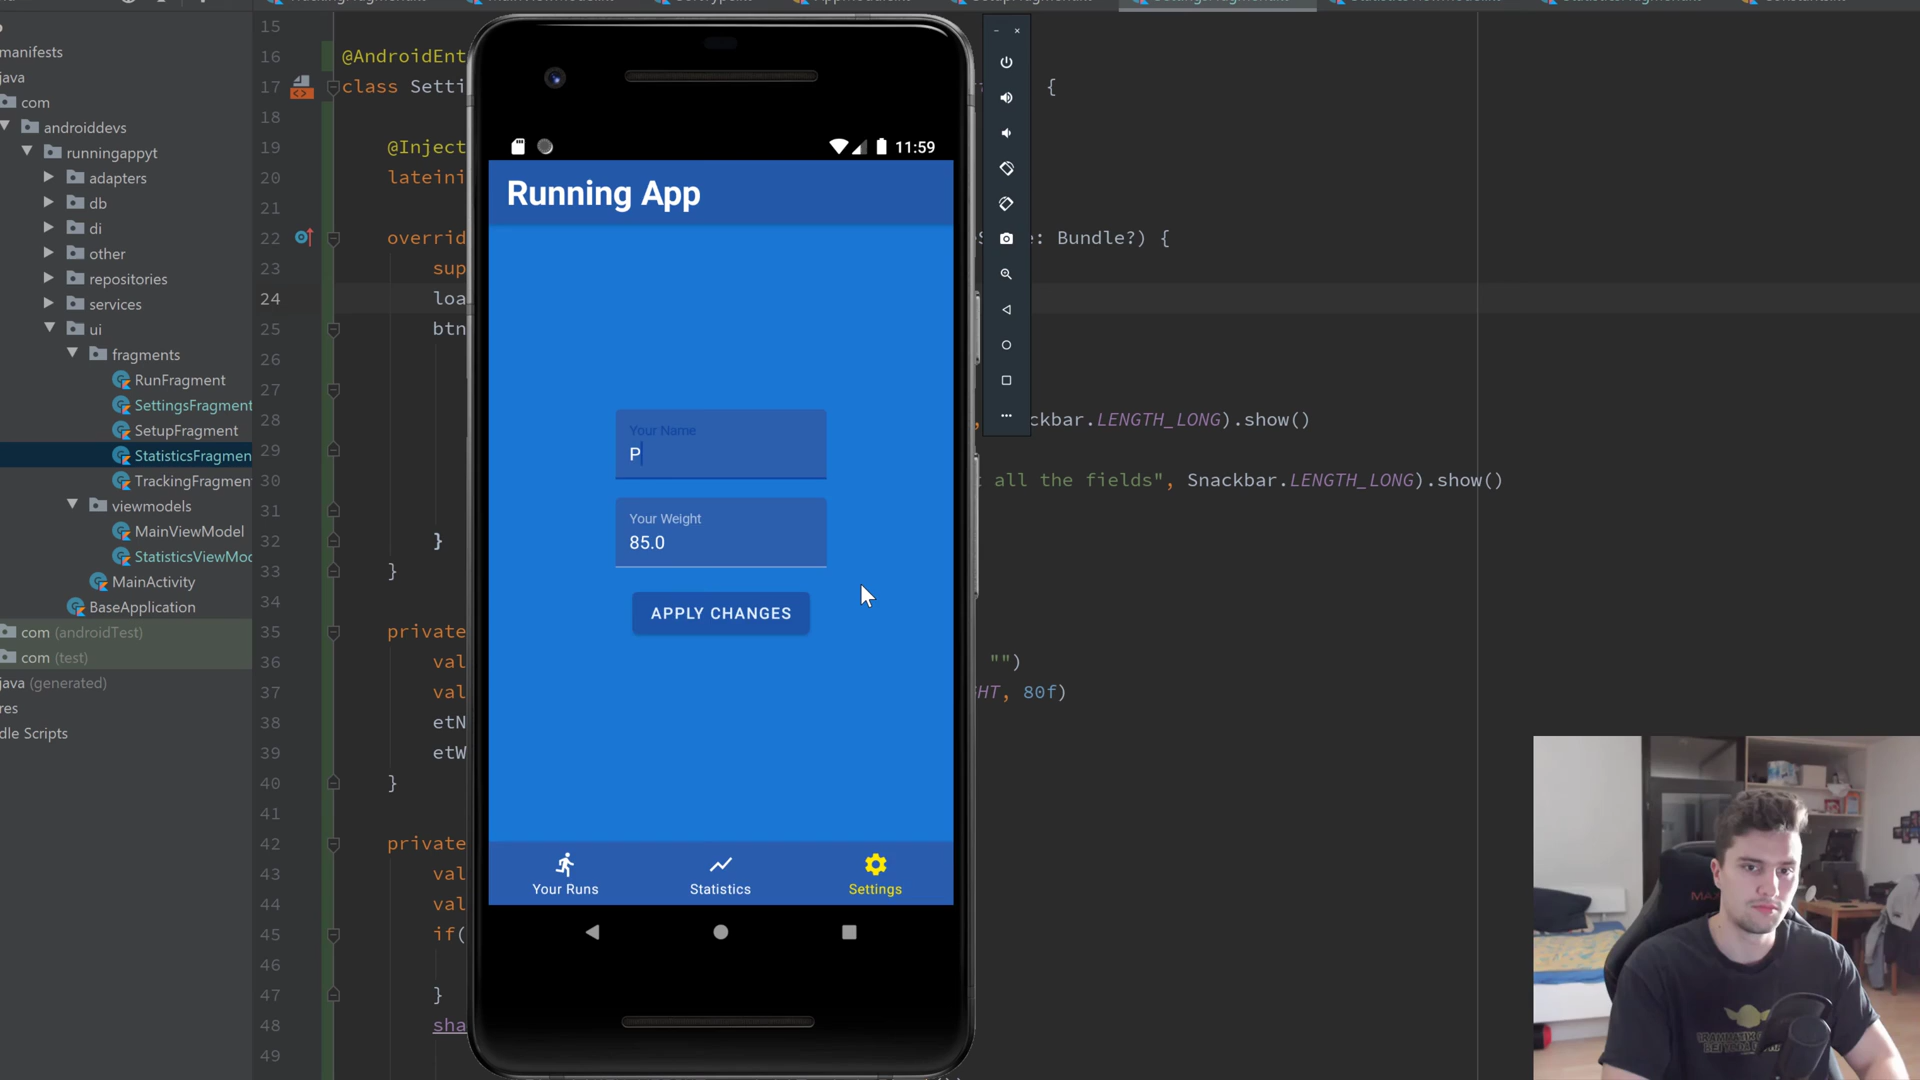 15
manifests
16 @AndroidEnt
java
17 class Setti {
com
18
androiddevs
19 @Inject
runningappyt
20 lateini
adapters
21
db
22 overrid e: Bundle?) {
di
23 sup
other
24 loa
repositories
25 btn
services
26
ui
27
fragments
28 ckbar.LENGTH_LONG).show()
RunFragment
29
SettingsFragment
30 t all the fields", Snackbar.LENGTH_LONG).show()
SetupFragment
31
StatisticsFragmen
32 }
TrackingFragmen
33 }
viewmodels
34
MainViewModel
35 private
StatisticsViewMoc
36 val "")
MainActivity
37 val HT, 80f)
BaseApplication
38 etN
com (androidTest)
39 etW
com (test)
40 }
java (generated)
41
res
42 private
dle Scripts
43 val
44 val
45 if(
46
47 }
48 sha
49
11:59
Running App
Your Name
P
Your Weight
85.0
APPLY CHANGES
Your Runs
Statistics
Settings